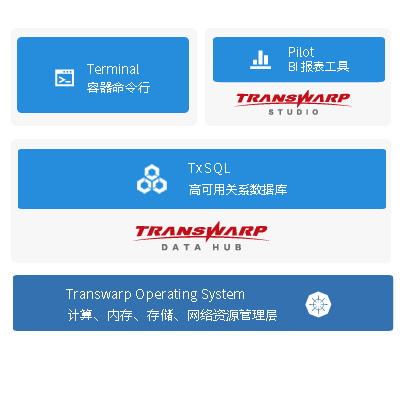 Terminal
容器命令行
Pilot
BI 报表工具
TRANSWARP
STUDIO
TxSQL
高可用关系数据库
TRANSWARP
DATA HUB
Transwarp Operating System
计算、内存、存储、网络资源管理层